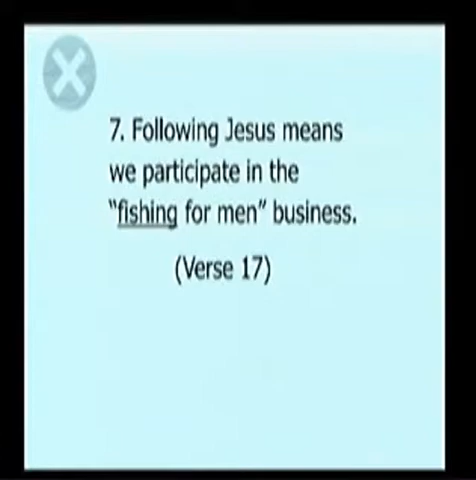 7. Following Jesus means
we participate in the
"fishing for men" business.
(Verse 17)